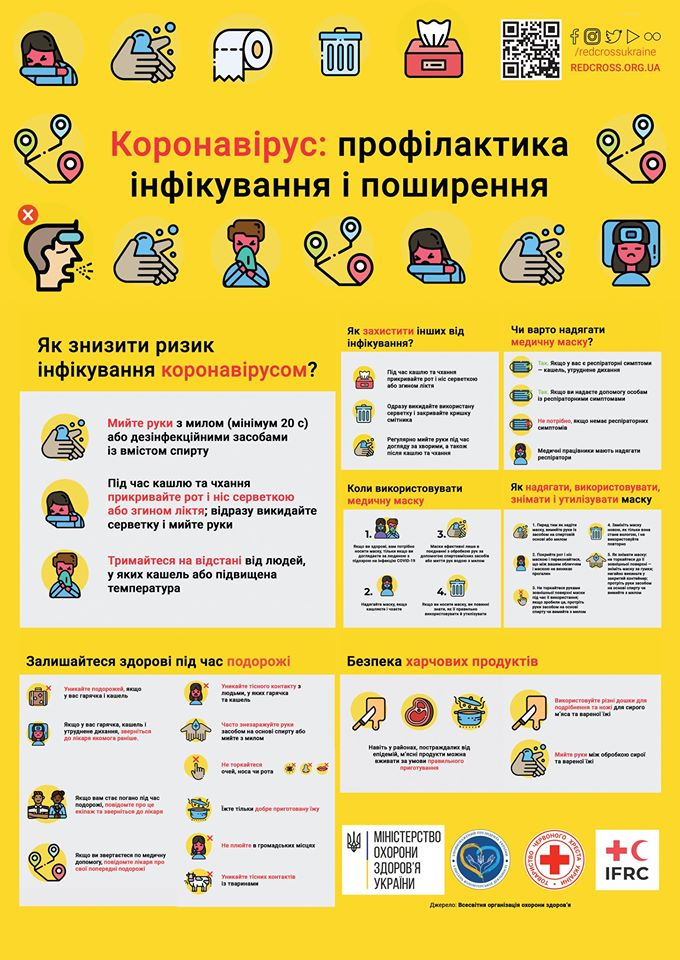 /redcrossukraine
REDCROSS.ORG.UA
Коронавірус: профілактика
інфікування і поширення
Як знизити ризик
інфікування коронавірусом?
Мийте руки з милом (мінімум 20 с)
або дезінфекційними засобами
із вмістом спирту
Під час кашлю та чхання
прикривайте рот і ніс серветкою
або згином ліктя; відразу викидайте
серветку і мийте руки
Тримайтеся на відстані від людей,
у яких кашель або підвищена
температура
Як захистити інших від
інфікування?
Під час кашлю та чхання
прикривайте рот і ніс серветкою
або згином ліктя
Одразу викидайте використану
серветку і закривайте кришку
смітника
Регулярно мийте руки під час
догляду за хворими, а також
після кашлю та чхання
Чи варто надягати
медичну маску?
Так. Якщо у вас є респіраторні симптоми
– кашель, утруднене дихання
Так. Якщо ви надаєте допомогу особам
із респіраторними симптомами
Не потрібно, якщо немає респіраторних
симптомів
Медичні працівники мають надягати
респіратори
Коли використовувати
медичну маску
1.
Якщо ви здорові, вам потрібно
носити маску, тільки якщо ви
доглядаєте за людиною з
підозрою на інфекцію COVID-19
3.
Маски ефективні лише в
поєднанні з обробкою рук за
допомогою спиртовмісних засобів
або миття рук водою з милом
2.
Надягайте маску, якщо
кашляєте і чхаєте
4.
Якщо ви носите маску, ви повинні
знати, як її правильно
використовувати й утилізувати
Як надягати, використовувати,
знімати і утилізувати маску
1. Перед тим як надіти
маску, вимийте руки із
засобом на спиртовій
основі або милом
2. Покрийте рот і ніс
маскою і переконайтеся,
що між вашим обличчям
і маскою не виникає
прогалин
3. Не торкайтеся руками
зовнішньої поверхні маски
під час її використання;
якщо зробили це, протріть
руки засобом на основі
спирту чи вимийте з милом
4. Замініть маску
новою, як тільки вона
стане вологою, і не
використовуйте
повторно
5. Як знімати маску:
не торкайтеся до її
зовнішньої поверхні –
зніміть маску за гумки;
негайно викиньте у
закритий контейнер;
протріть руки засобом
на основі спирту чи
вимийте з милом
Залишайтеся здорові під час подорожі
Уникайте подорожей, якщо
у вас гарячка і кашель
Якщо у вас гарячка, кашель і
утруднене дихання, зверніться
до лікаря якомога раніше.
Якщо вам стає погано під час
подорожі, повідомте про це
екіпаж та зверніться до лікаря
Якщо ви звертаєтеся по медичну
допомогу, повідомте лікаря про
свої попередні подорожі
Уникайте тісного контакту з
людьми, у яких гарячка
та кашель
Часто знезаражуйте руки
засобом на основі спирту або
мийте з милом
Не торкайтеся
очей, носа чи рота
Їжте тільки добре приготовану їжу
Не плюйте в громадських місцях
Уникайте тісних контактів
із тваринами
Безпека харчових продуктів
Навіть у районах, постраждалих від
епідемій, м'ясні продукти можна
вживати за умови правильного
приготування
Використовуйте різні дошки для
подрібнення та ножі для сирого
м'яса та вареної їжі
Мийте руки між обробкою сирої
та вареної їжі
МІНІСТЕРСТВО
ОХОРОНИ
ЗДОРОВ'Я
УКРАЇНИ
ТОВАРИСТВО ЧЕРВОНОГО ХРЕСТА УКРАЇНИ
IFRC
Джерело: Всесвітня організація охорони здоров'я